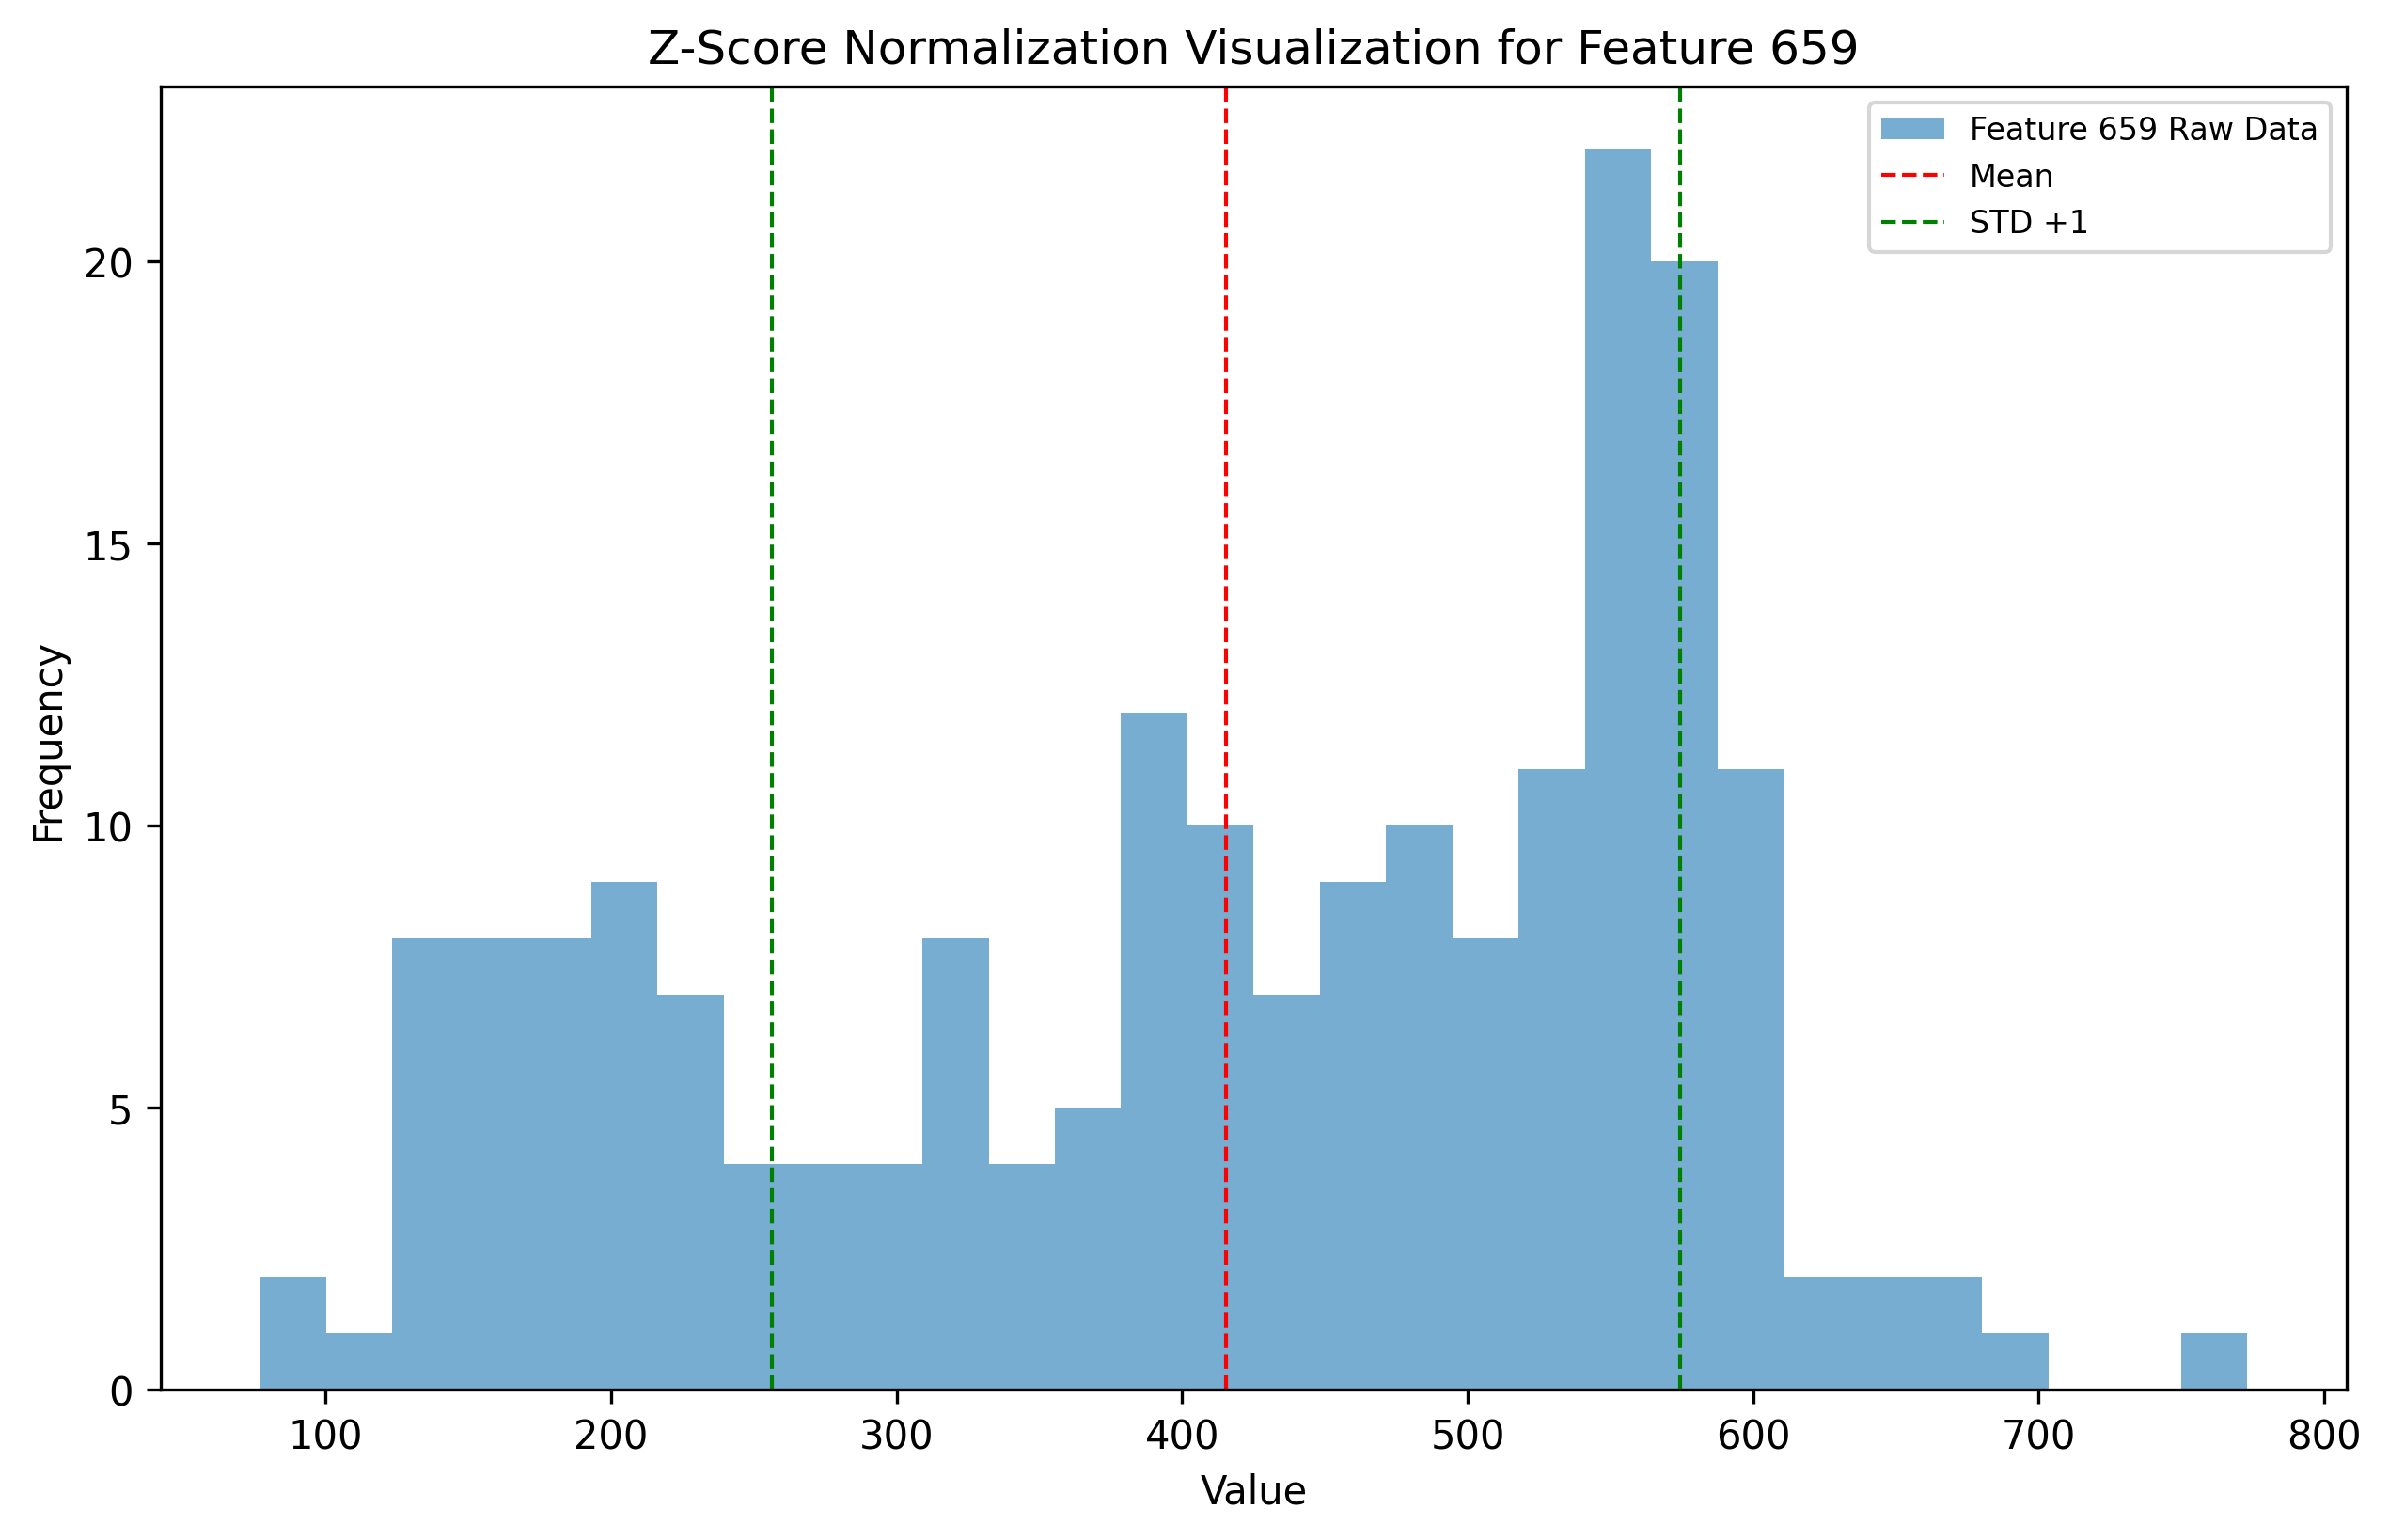 Z-Score Normalization Visualization for Feature 659
Feature 659 Raw Data
Mean
STD +1
Frequency
20
15
10
5
0
100 200 300 400 500 600 700 800
Value